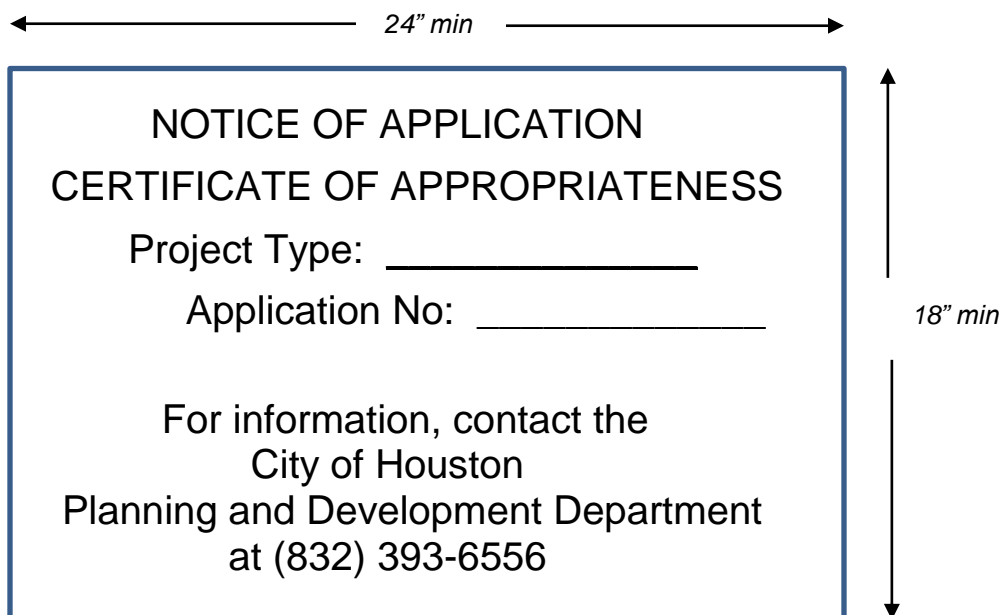 24” min
NOTICE OF APPLICATION
CERTIFICATE OF APPROPRIATENESS
Project Type: ______________
Application No: _____________
18” min
For information, contact the
City of Houston
Planning and Development Department
at (832) 393-6556